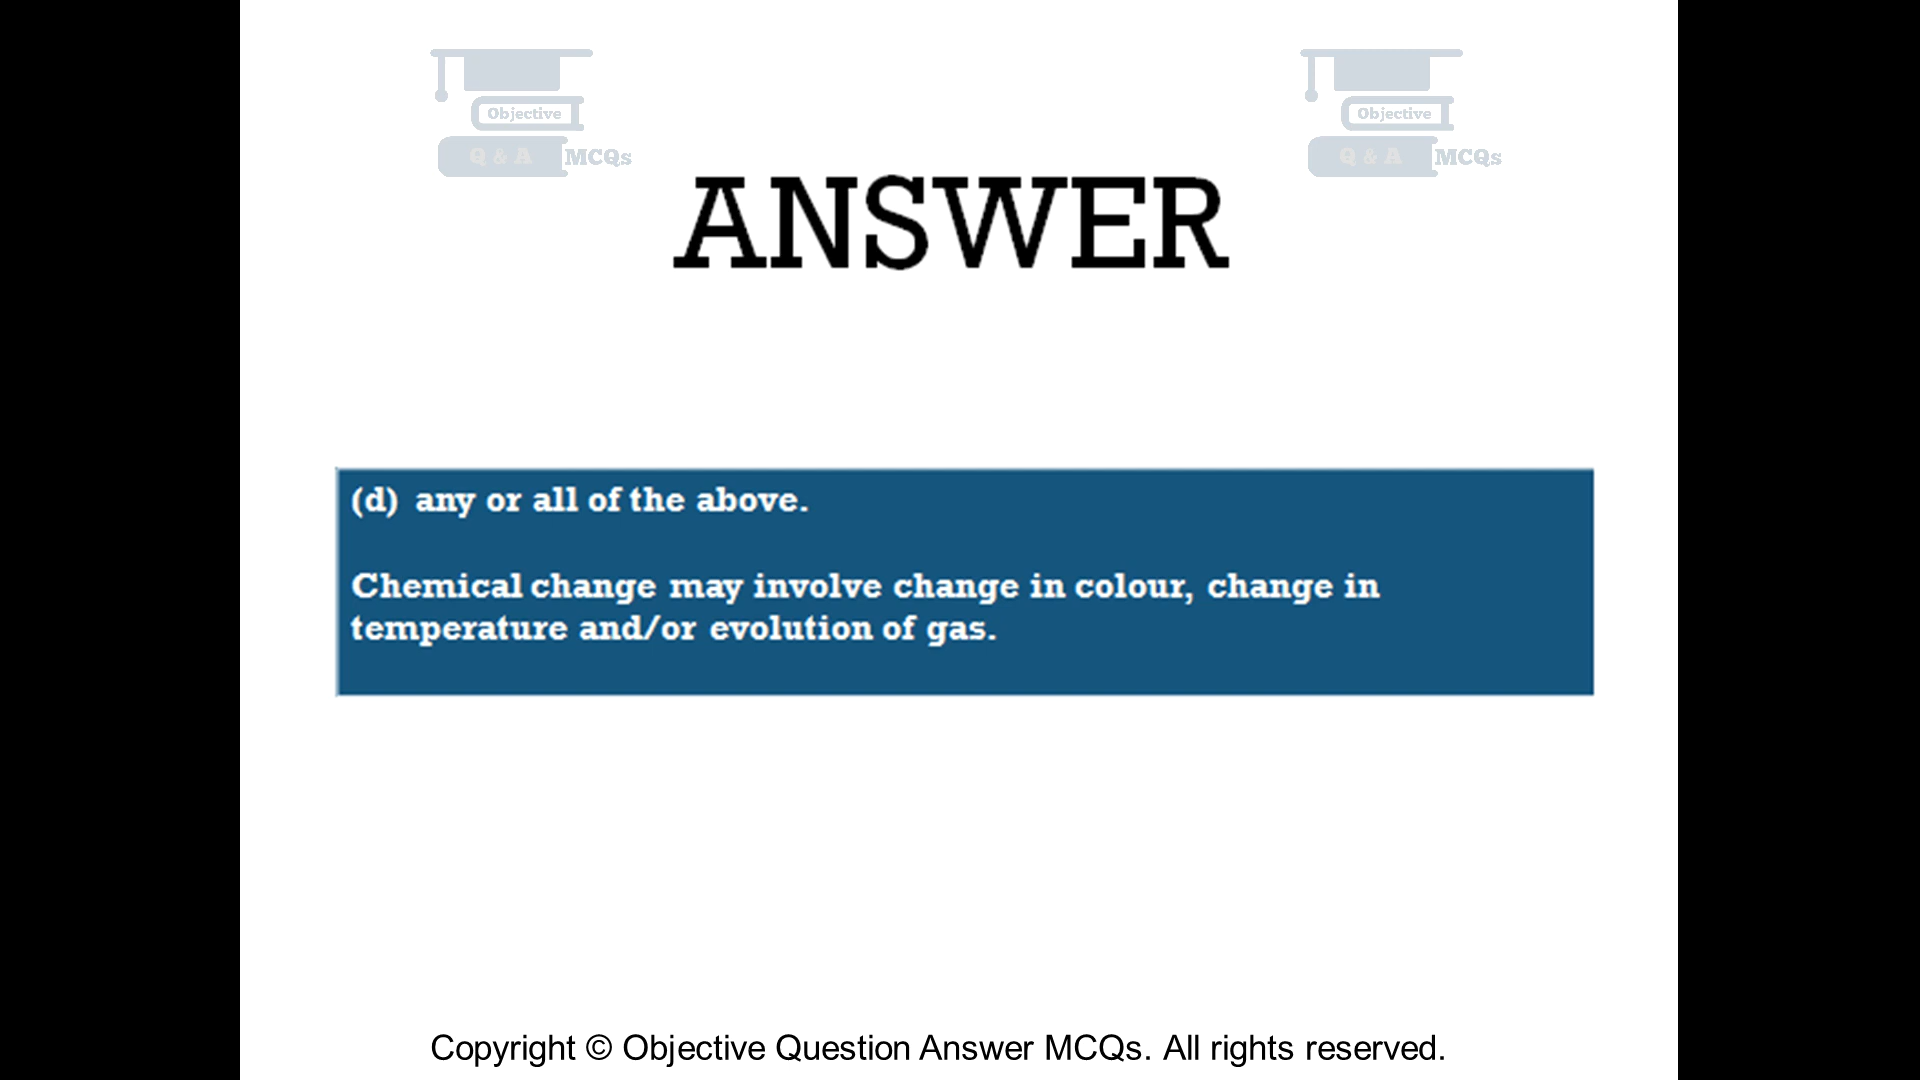 Objective
Q & A MCQs
Objective
Q & A MCQs
ANSWER
(d) any or all of the above.
Chemical change may involve change in colour, change in
temperature and/or evolution of gas.
Copyright © Objective Question Answer MCQs. All rights reserved.